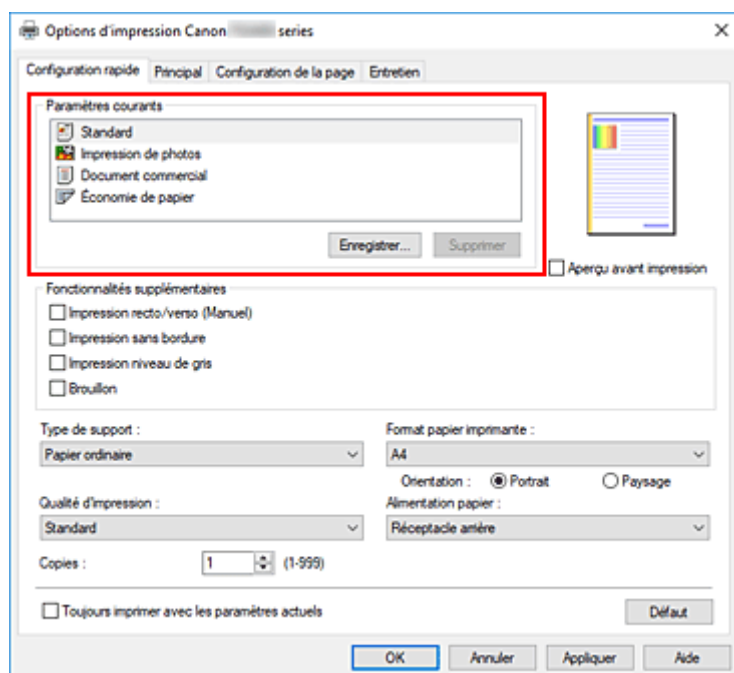 Options d'impression Canon series
Configuration rapide Principal Configuration de la page Entretien
Paramètres courants
Standard
Impression de photos
Document commercial
Économie de papier
Enregistrer... Supprimer
Aperçu avant impression
Fonctionnalités supplémentaires
Impression recto/verso (Manuel)
Impression sans bordure
Impression niveau de gris
Brouillon
Type de support : Format papier imprimante :
Papier ordinaire A4
Orientation : Portrait Paysage
Qualité d'impression : Alimentation papier :
Standard Réceptacle arrière
Copies : 1 (1-999)
Toujours imprimer avec les paramètres actuels Défaut
OK Annuler Appliquer Aide